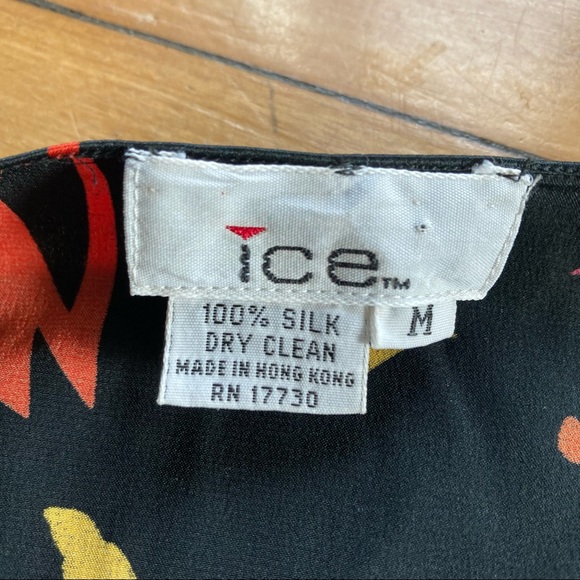 ice™
100% SILK
DRY CLEAN
MADE IN HONG KONG
RN 17730
M